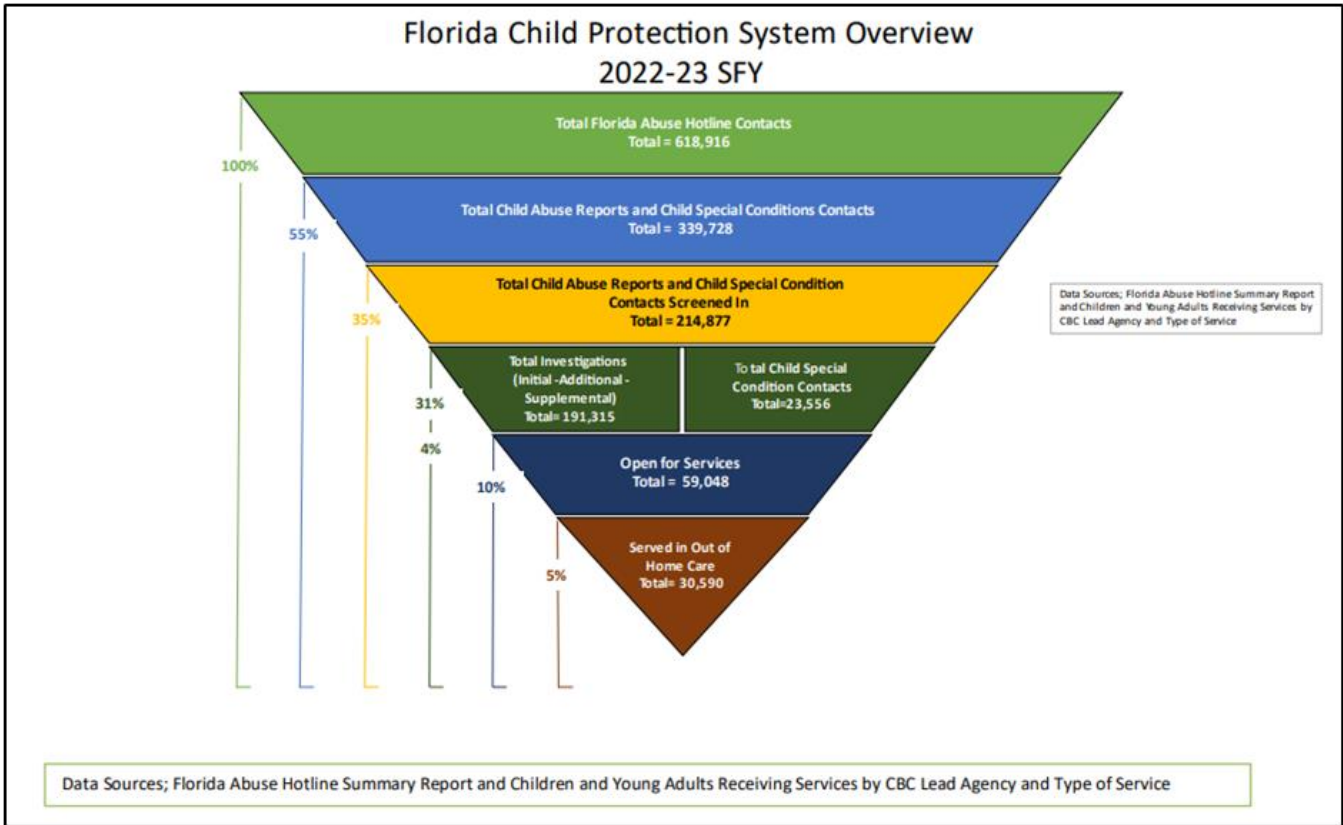 Florida Child Protection System Overview
2022-23 SFY
Total Florida Abuse Hotline Contacts
Total = 618,916
100%
Total Child Abuse Reports and Child Special Conditions Contacts
Total = 339,728
55%
Total Child Abuse Reports and Child Special Condition
Contacts Screened In
Total = 214,877
35%
Data Sources; Florida Abuse Hotline Summary Report
and Children and Young Adults Receiving Services by
CBC Lead Agency and Type of Service
Total Investigations
(Initial -Additional -
Supplemental)
Total= 191,315
Total Child Special
Condition Contacts
Total=23,556
31%
4%
Open for Services
Total = 59,048
10%
Served in Out of
Home Care
Total= 30,590
5%
Data Sources; Florida Abuse Hotline Summary Report and Children and Young Adults Receiving Services by CBC Lead Agency and Type of Service